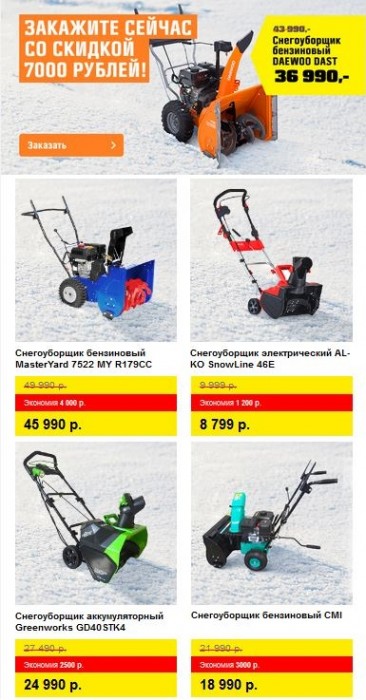 ЗАКАЖИТЕ СЕЙЧАС
СО СКИДКОЙ
7000 РУБЛЕЙ!
Заказать
43 990,-
Снегоуборщик
бензиновый
DAEWOO DAST
36 990,-
Снегоуборщик бензиновый
MasterYard 7522 MY R179CC
49 990 р.
Экономия 4 000 р.
45 990 р.
Снегоуборщик электрический AL-
KO SnowLine 46E
9 999 р.
Экономия 1 200 р.
8 799 р.
Снегоуборщик аккумуляторный
Greenworks GD40STK4
27 490 р.
Экономия 2500 р.
24 990 р.
Снегоуборщик бензиновый CMI
21 990 р.
Экономия 3000 р.
18 990 р.